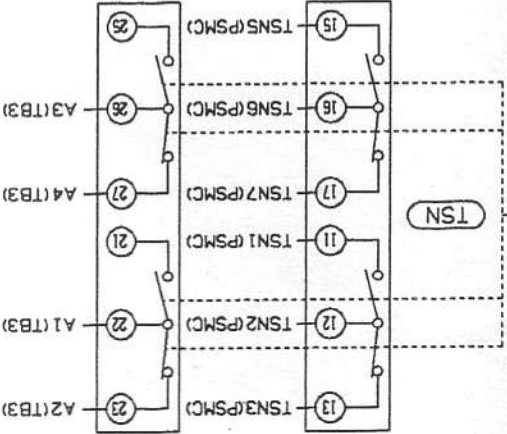 13 TSN3(PSMC) 23 A2(TB3)
12 TSN2(PSMC) 22 A1(TB3)
11 TSN1(PSMC) 21
TSN
17 TSN7(PSMC) 27 A4(TB3)
16 TSN6(PSMC) 26 A3(TB3)
15 TSN5(PSMC) 25